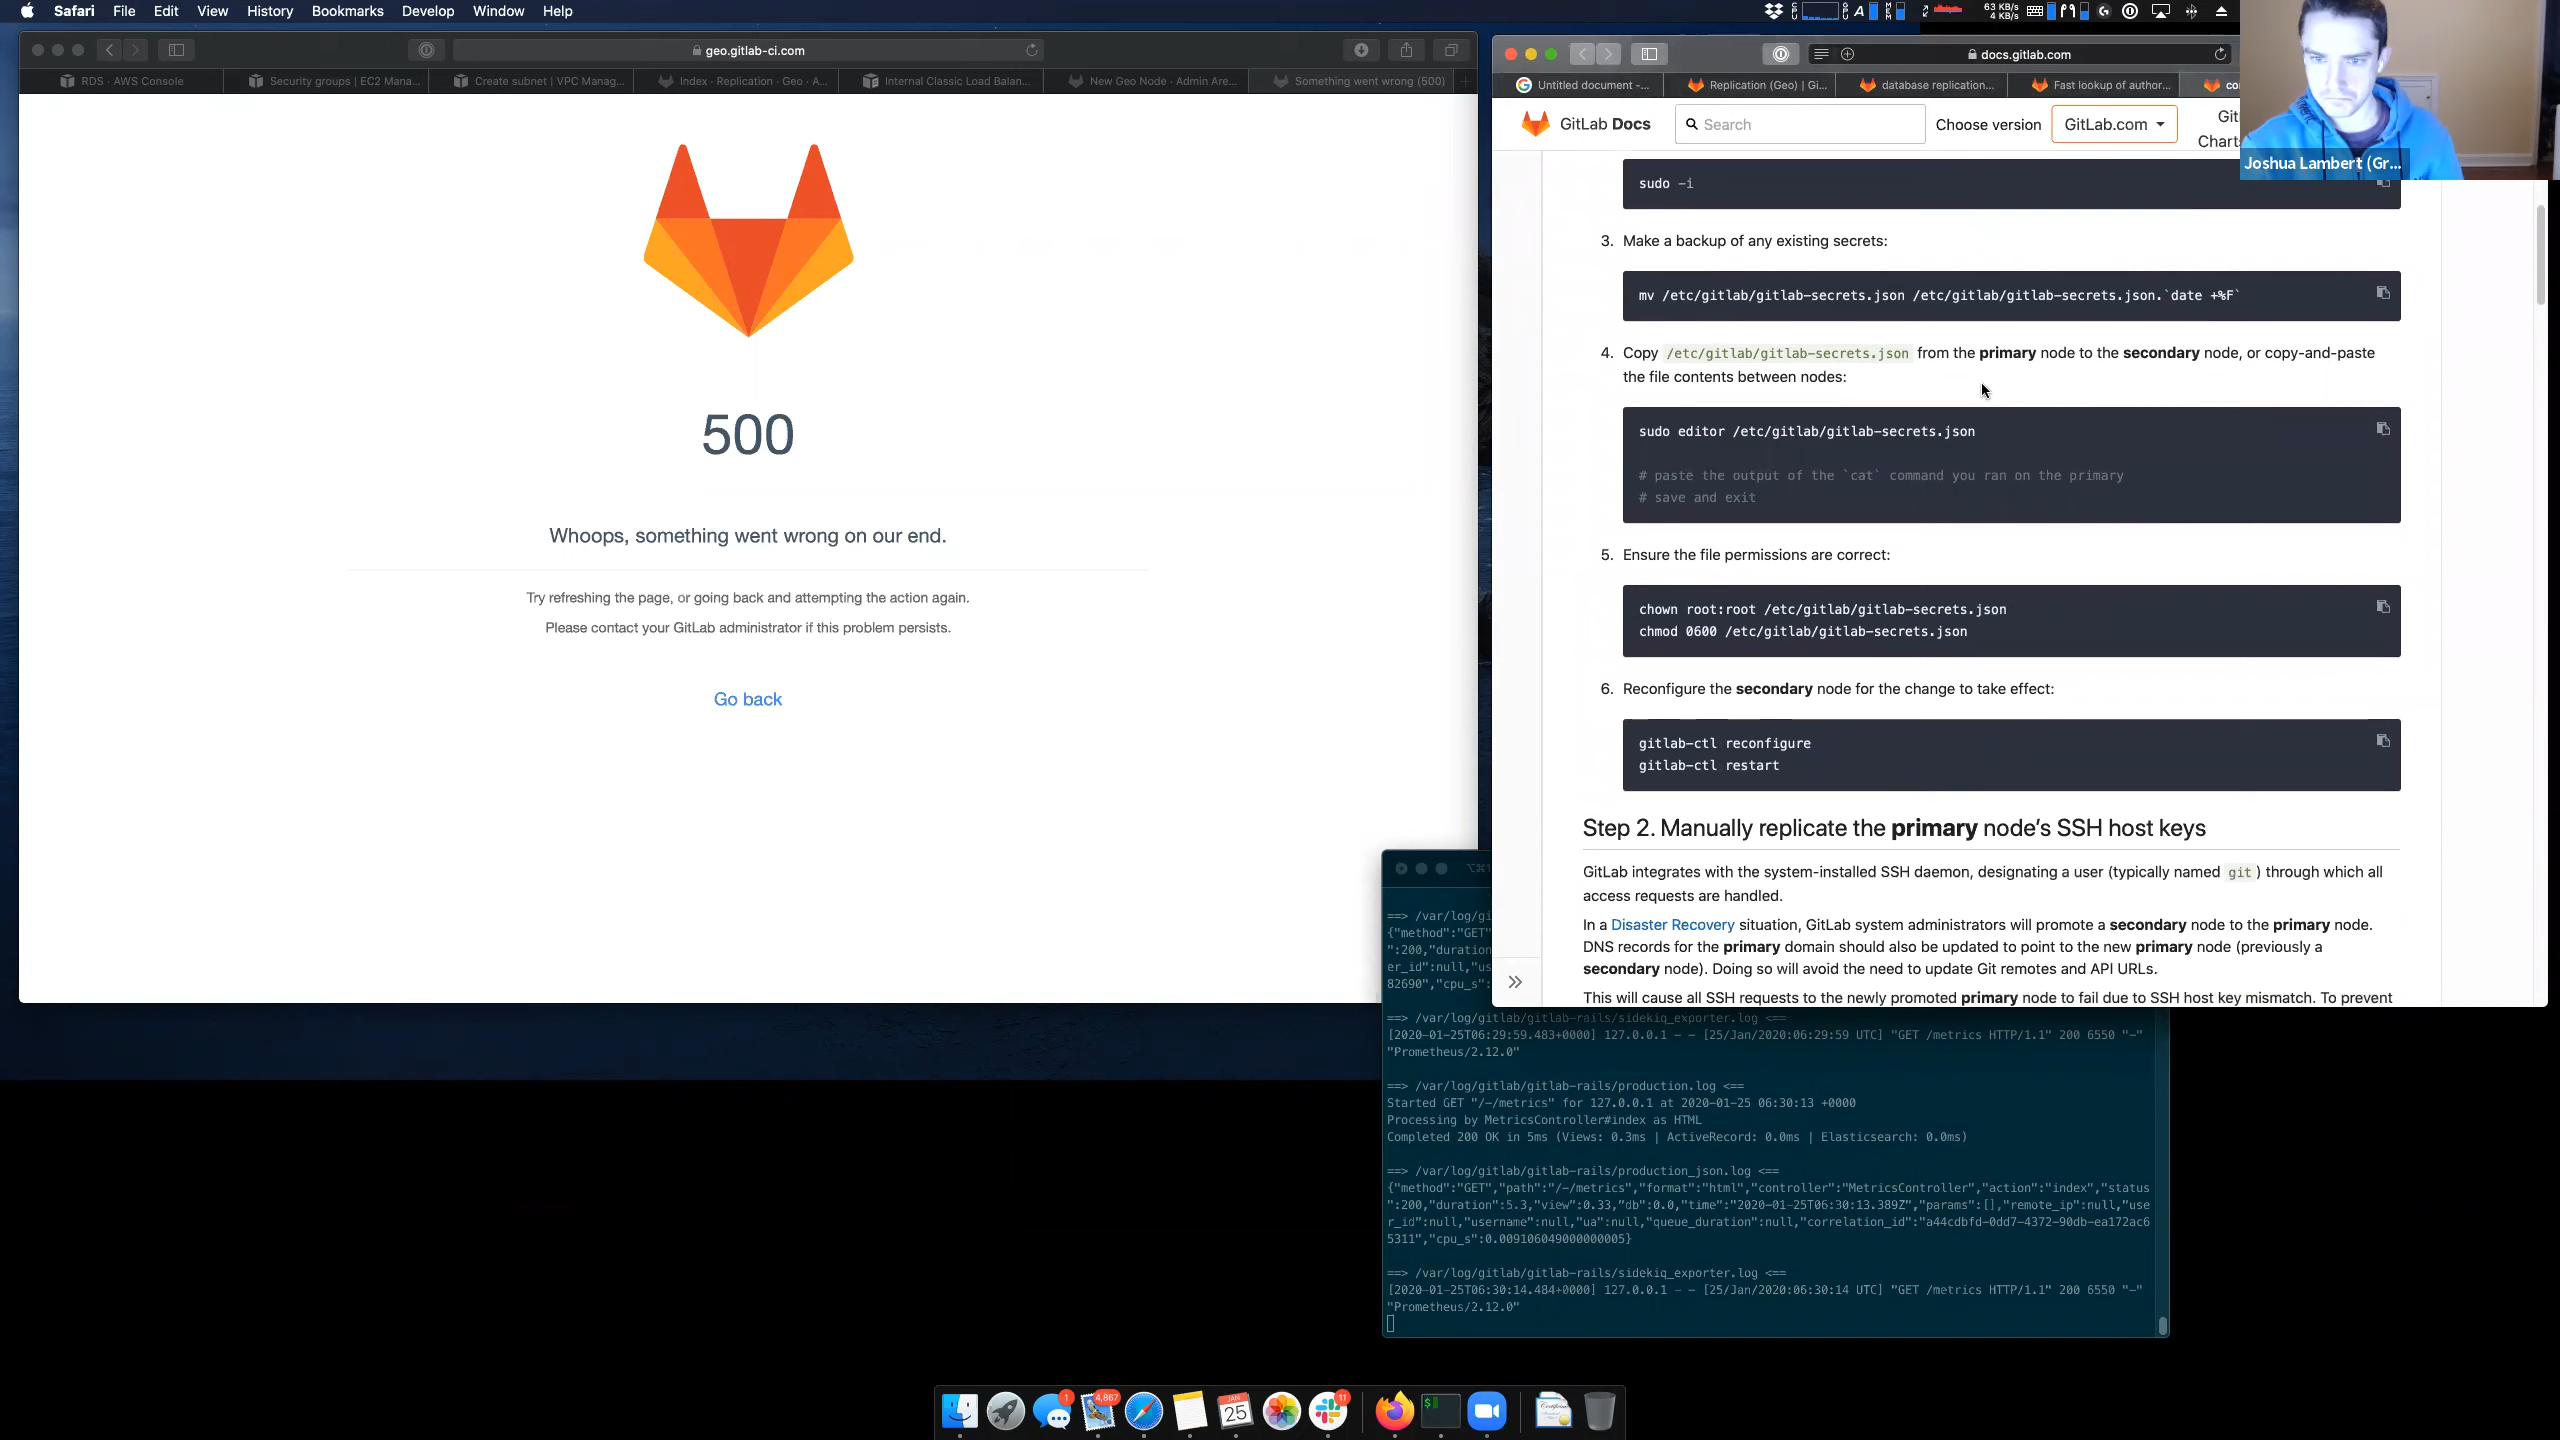 Safari File Edit View History Bookmarks Develop Window Help
63 KB/s
4 KB/s
geo.gitlab-ci.com
RDS · AWS Console
Security groups | EC2 Mana...
Create subnet | VPC Manag...
Index · Replication · Geo · A...
Internal Classic Load Balan...
New Geo Node · Admin Are...
Something went wrong (500)
500
Whoops, something went wrong on our end.
Try refreshing the page, or going back and attempting the action again.
Please contact your GitLab administrator if this problem persists.
Go back
docs.gitlab.com
Untitled document -...
Replication (Geo) | Gi...
database replication...
Fast lookup of author...
GitLab Docs
Search
Choose version
GitLab.com
Joshua Lambert (Gr...
sudo -i
3. Make a backup of any existing secrets:
mv /etc/gitlab/gitlab-secrets.json /etc/gitlab/gitlab-secrets.json.`date +%F`
4. Copy /etc/gitlab/gitlab-secrets.json from the primary node to the secondary node, or copy-and-paste
the file contents between nodes:
sudo editor /etc/gitlab/gitlab-secrets.json
# paste the output of the `cat` command you ran on the primary
# save and exit
5. Ensure the file permissions are correct:
chown root:root /etc/gitlab/gitlab-secrets.json
chmod 0600 /etc/gitlab/gitlab-secrets.json
6. Reconfigure the secondary node for the change to take effect:
gitlab-ctl reconfigure
gitlab-ctl restart
Step 2. Manually replicate the primary node's SSH host keys
GitLab integrates with the system-installed SSH daemon, designating a user (typically named git) through which all
access requests are handled.
In a Disaster Recovery situation, GitLab system administrators will promote a secondary node to the primary node.
DNS records for the primary domain should also be updated to point to the new primary node (previously a
secondary node). Doing so will avoid the need to update Git remotes and API URLs.
This will cause all SSH requests to the newly promoted primary node to fail due to SSH host key mismatch. To prevent
==> /var/log/gi
{"method":"GET"
":200,"duration
er_id":null,"us
82690","cpu_s":
==> /var/log/gitlab/gitlab-rails/sidekiq_exporter.log <==
[2020-01-25T06:29:59.483+0000] 127.0.0.1 - - [25/Jan/2020:06:29:59 UTC] "GET /metrics HTTP/1.1" 200 6550 "-"
"Prometheus/2.12.0"
==> /var/log/gitlab/gitlab-rails/production.log <==
Started GET "/-/metrics" for 127.0.0.1 at 2020-01-25 06:30:13 +0000
Processing by MetricsController#index as HTML
Completed 200 OK in 5ms (Views: 0.3ms | ActiveRecord: 0.0ms | Elasticsearch: 0.0ms)
==> /var/log/gitlab/gitlab-rails/production_json.log <==
{"method":"GET","path":"/-/metrics","format":"html","controller":"MetricsController","action":"index","status
":200,"duration":5.3,"view":0.33,"db":0.0,"time":"2020-01-25T06:30:13.389Z","params":[],"remote_ip":null,"use
r_id":null,"username":null,"ua":null,"queue_duration":null,"correlation_id":"a44cdbfd-0dd7-4372-90db-ea172ac6
5311","cpu_s":0.009106049000000005}
==> /var/log/gitlab/gitlab-rails/sidekiq_exporter.log <==
[2020-01-25T06:30:14.484+0000] 127.0.0.1 - - [25/Jan/2020:06:30:14 UTC] "GET /metrics HTTP/1.1" 200 6550 "-"
"Prometheus/2.12.0"
1
4,867
JAN
25
11